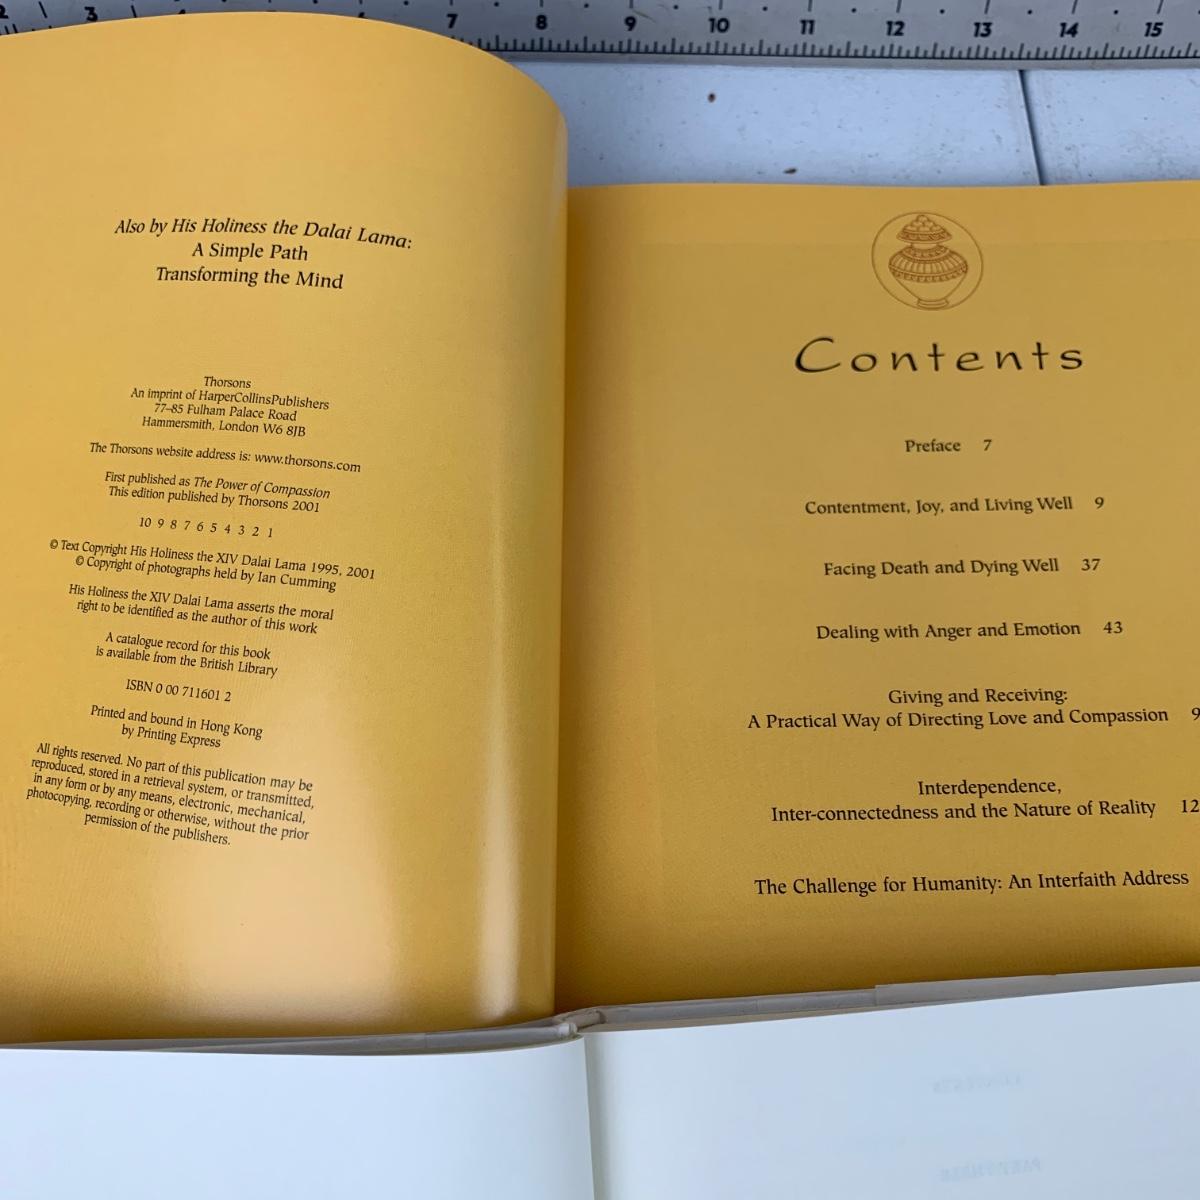 3 4 6 7 8 9 10 11 12 13 14 15
Also by His Holiness the Dalai Lama:
A Simple Path
Transforming the Mind
Thorsons
An imprint of HarperCollinsPublishers
77–85 Fulham Palace Road
Hammersmith, London W6 8JB
The Thorsons website address is: www.thorsons.com
First published as The Power of Compassion
This edition published by Thorsons 2001
10 9 8 7 6 5 4 3 2 1
© Text Copyright His Holiness the XIV Dalai Lama 1995, 2001
© Copyright of photographs held by Ian Cumming
His Holiness the XIV Dalai Lama asserts the moral
right to be identified as the author of this work
A catalogue record for this book
is available from the British Library
ISBN 0 00 711601 2
Printed and bound in Hong Kong
by Printing Express
All rights reserved. No part of this publication may be
reproduced, stored in a retrieval system, or transmitted,
in any form or by any means, electronic, mechanical,
photocopying, recording or otherwise, without the prior
permission of the publishers.
Contents
Preface 7
Contentment, Joy, and Living Well 9
Facing Death and Dying Well 37
Dealing with Anger and Emotion 43
Giving and Receiving:
A Practical Way of Directing Love and Compassion 9
Interdependence,
Inter-connectedness and the Nature of Reality 12
The Challenge for Humanity: An Interfaith Address